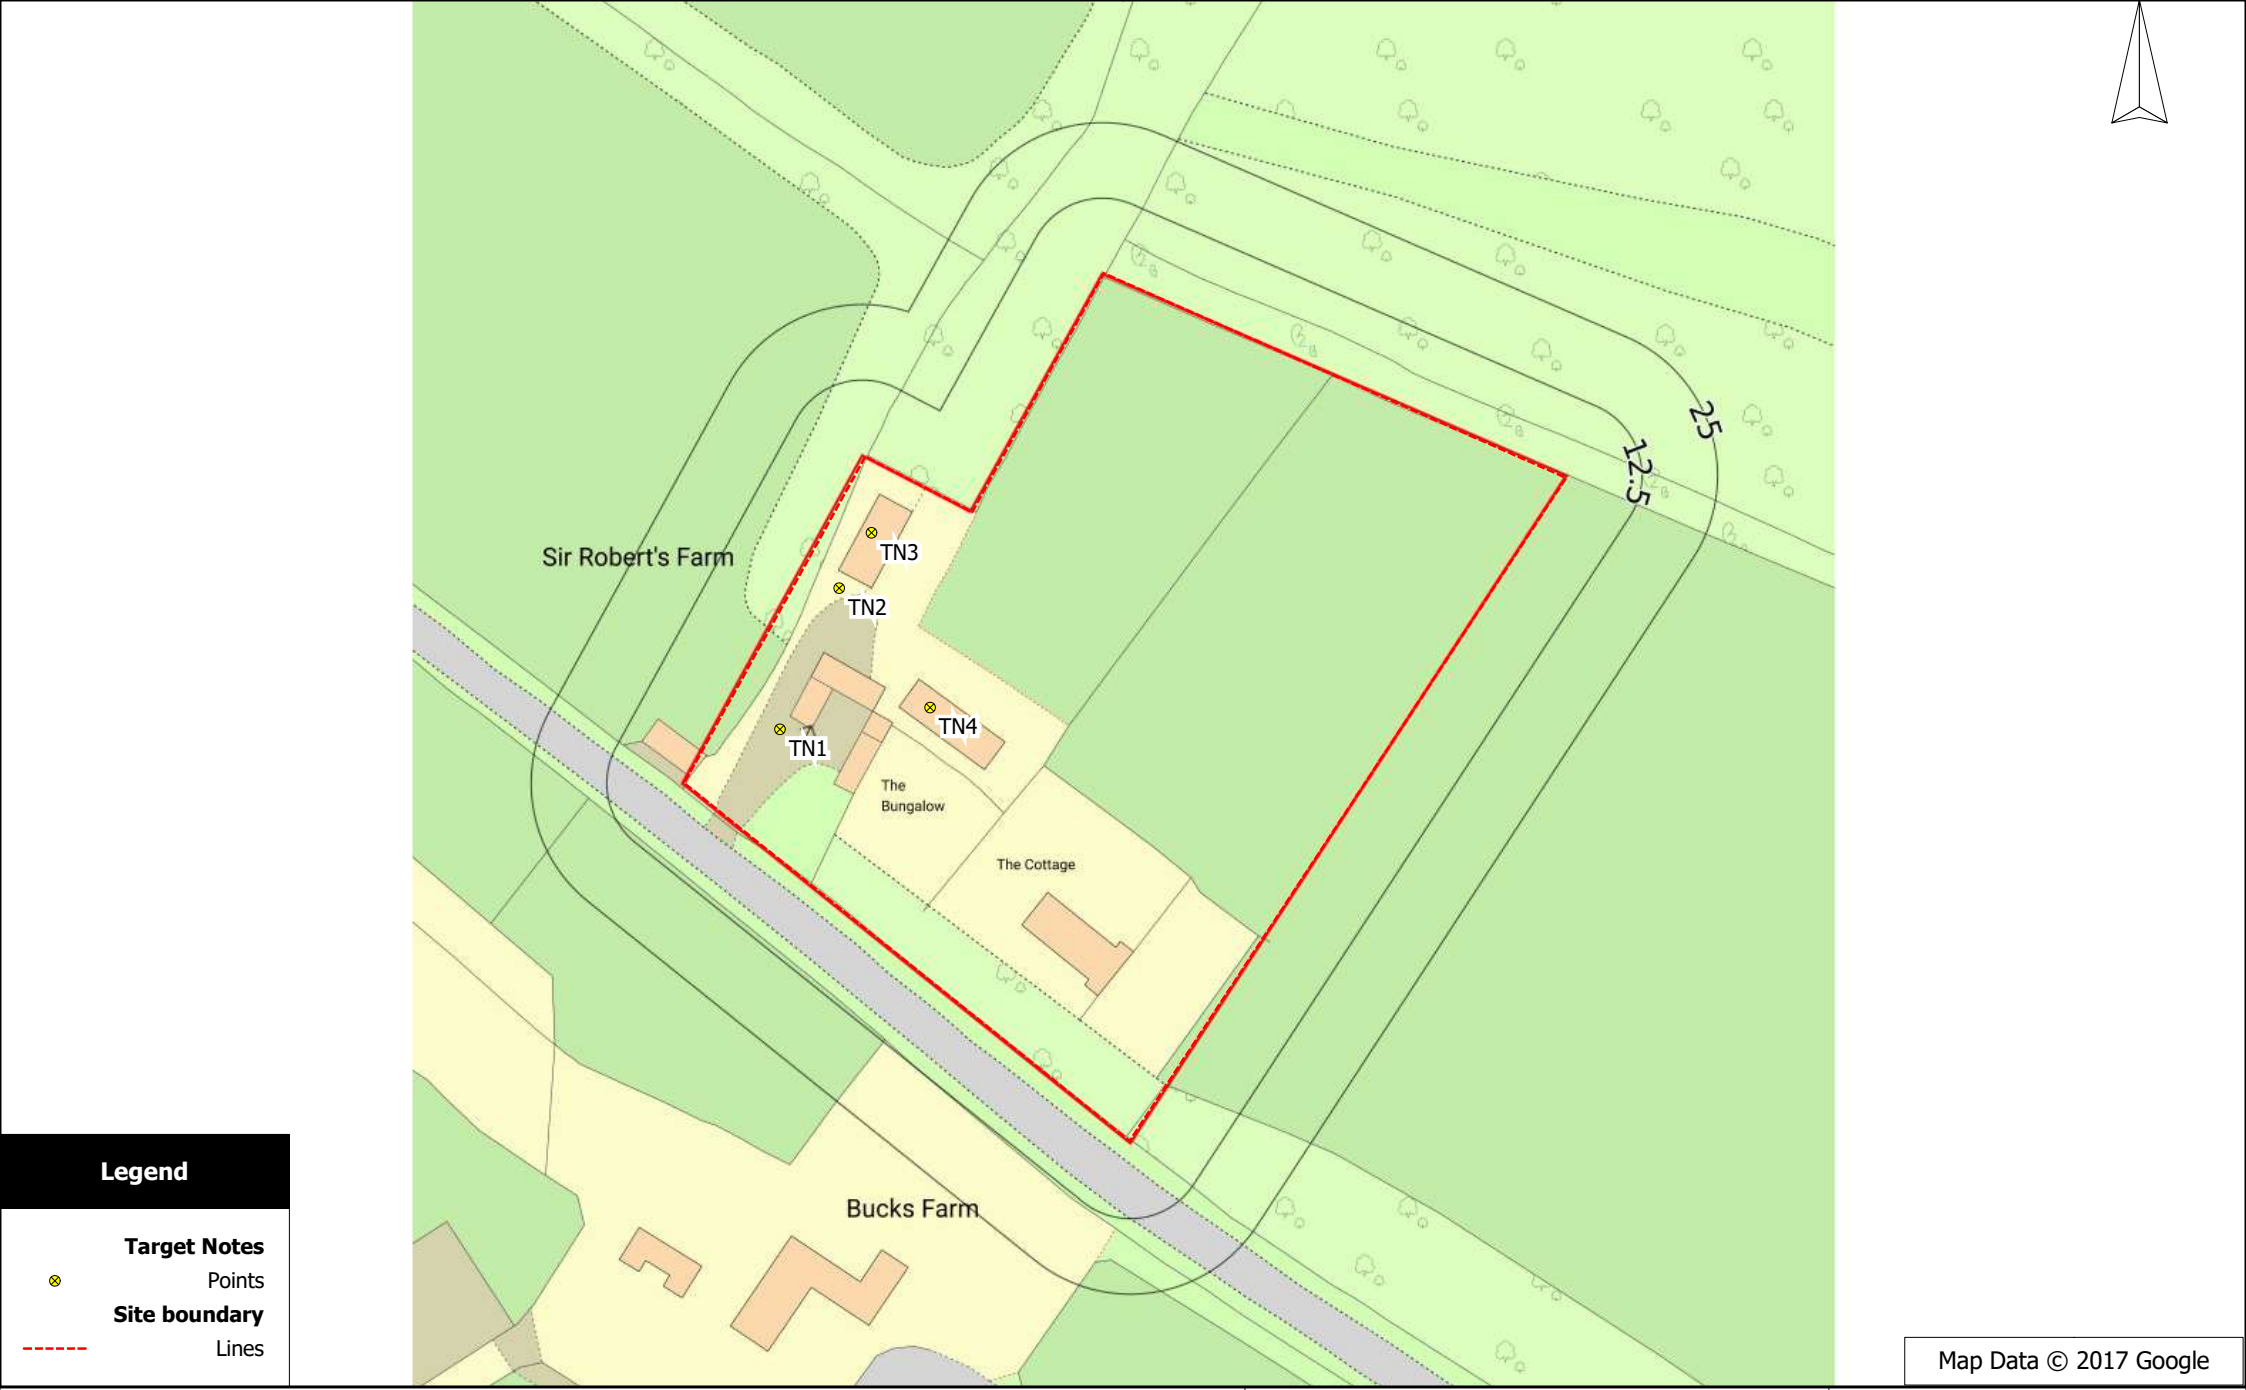 25
12.5
Sir Robert's Farm
TN3
TN2
TN4
TN1
The
Bungalow
The Cottage
Bucks Farm
Legend
Target Notes
Points
Site boundary
Lines
Map Data © 2017 Google